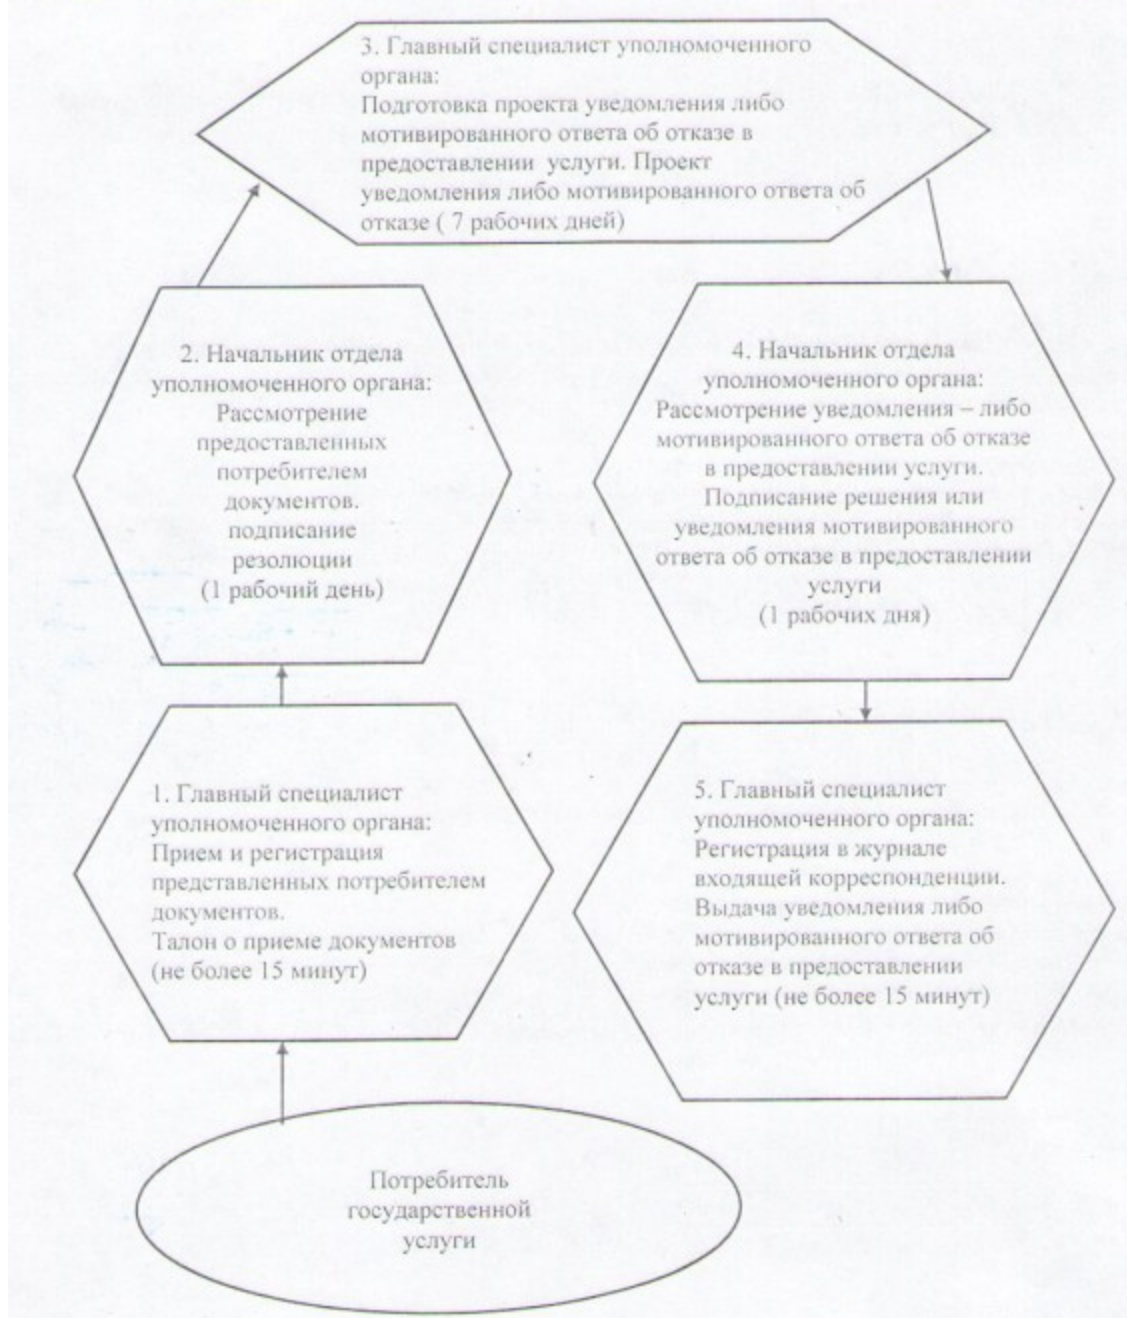 3. Главный специалист уполномоченного
органа:
Подготовка проекта уведомления либо
мотивированного ответа об отказе в
предоставлении услуги. Проект
уведомления либо мотивированного ответа об
отказе ( 7 рабочих дней)
2. Начальник отдела
уполномоченного органа:
Рассмотрение
предоставленных
потребителем
документов.
подписание
резолюции
(1 рабочий день)
4. Начальник отдела
уполномоченного органа:
Рассмотрение уведомления – либо
мотивированного ответа об отказе
в предоставлении услуги.
Подписание решения или
уведомления мотивированного
ответа об отказе в предоставлении
услуги
(1 рабочих дня)
1. Главный специалист
уполномоченного органа:
Прием и регистрация
представленных потребителем
документов.
Талон о приеме документов
(не более 15 минут)
5. Главный специалист
уполномоченного органа:
Регистрация в журнале
входящей корреспонденции.
Выдача уведомления либо
мотивированного ответа об
отказе в предоставлении
услуги (не более 15 минут)
Потребитель
государственной
услуги